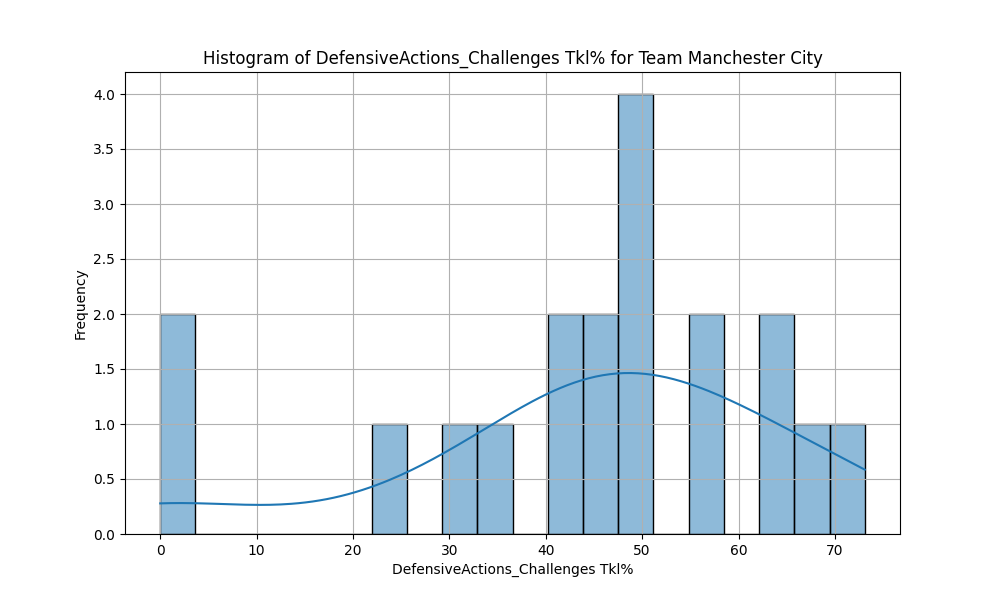 Histogram of DefensiveActions_Challenges Tkl% for Team Manchester City
4.0
3.5
3.0
2.5
2.0
1.5
1.0
0.5
0.0
Frequency
0 10 20 30 40 50 60 70
DefensiveActions_Challenges Tkl%